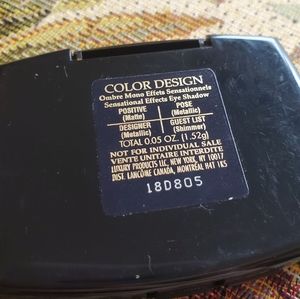 COLOR DESIGN
Ombre Mono Effets Sensationnels
Sensational Effects Eye Shadow
POSITIVE
(Matte)
POSE
(Metallic)
DESIGNER
(Metallic)
GUEST LIST
(Shimmer)
TOTAL 0.05 OZ. (1.52g)
NOT FOR INDIVIDUAL SALE
VENTE UNITAIRE INTERDITE
LUXURY PRODUCTS LLC, NEW YORK, NY 10017
DIST. LANCÔME CANADA, MONTRÉAL H4T 1K5
18D805